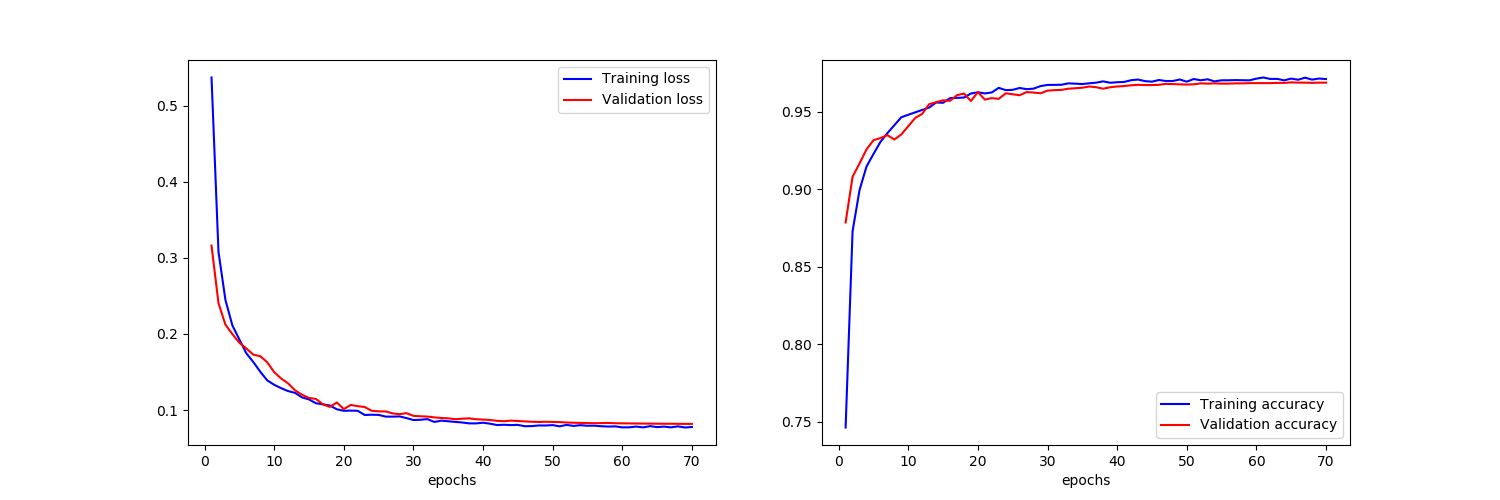 Training loss
Validation loss
0.5
0.4
0.3
0.2
0.1
0 10 20 30 40 50 60 70
epochs
0.95
0.90
0.85
0.80
0.75
Training accuracy
Validation accuracy
0 10 20 30 40 50 60 70
epochs